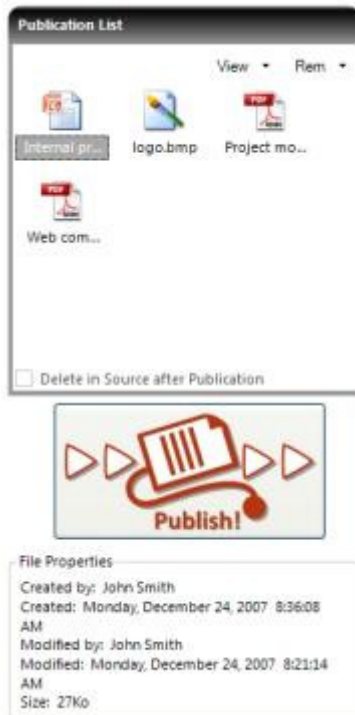 Publication List
View Rem
Internal pr...
logo.bmp
Project mo...
Web com...
Delete in Source after Publication
Publish!
File Properties
Created by: John Smith
Created: Monday, December 24, 2007 8:36:08
AM
Modified by: John Smith
Modified: Monday, December 24, 2007 8:21:14
AM
Size: 27Ko